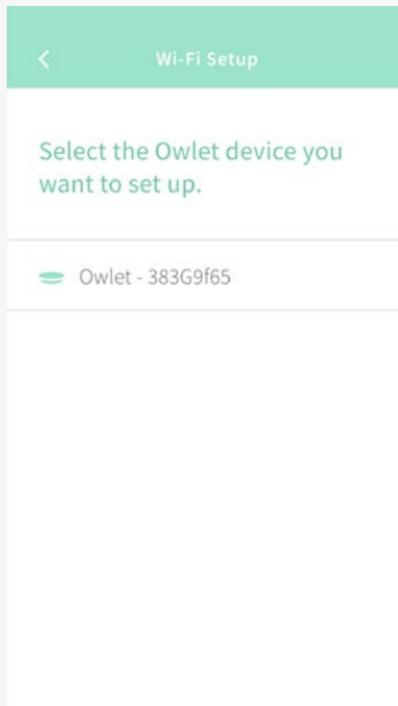 Wi-Fi Setup
Select the Owlet device you
want to set up.
Owlet - 383G9f65